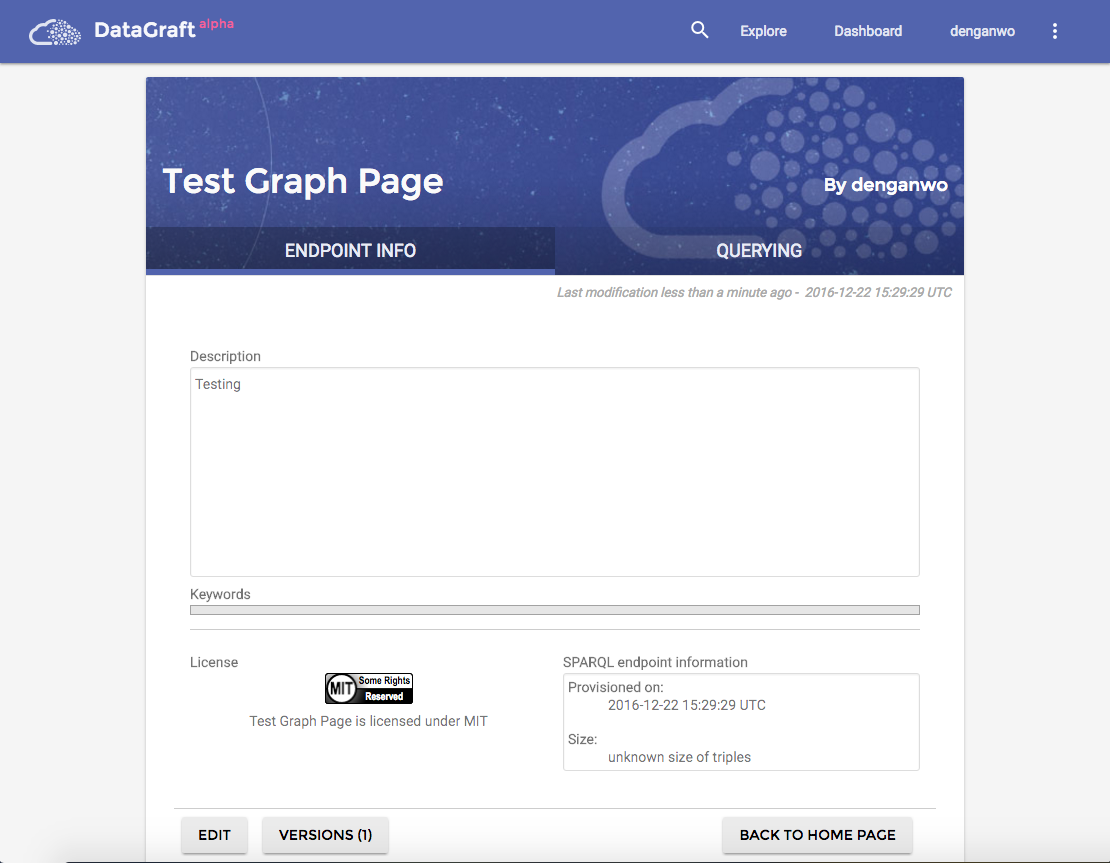 DataGraft alpha
Explore
Dashboard
denganwo
Test Graph Page
By denganwo
ENDPOINT INFO
QUERYING
Last modification less than a minute ago - 2016-12-22 15:29:29 UTC
Description
Testing
Keywords
License
MIT
Some Rights
Reserved
Test Graph Page is licensed under MIT
SPARQL endpoint information
Provisioned on:
2016-12-22 15:29:29 UTC
Size:
unknown size of triples
EDIT
VERSIONS (1)
BACK TO HOME PAGE